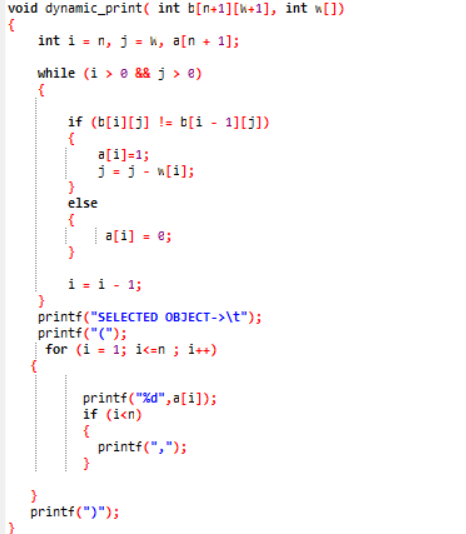 void dynamic_print( int b[n+1][W+1], int w[])
{
int i = n, j = W, a[n + 1];
while (i > 0 && j > 0)
{
if (b[i][j] != b[i - 1][j])
{
a[i]=1;
j = j - w[i];
}
else
{
a[i] = 0;
}
i = i - 1;
}
printf("SELECTED OBJECT->\t");
printf("(");
for (i = 1; i<=n ; i++)
{
printf("%d",a[i]);
if (i<n)
{
printf(",");
}
}
printf(")");
}